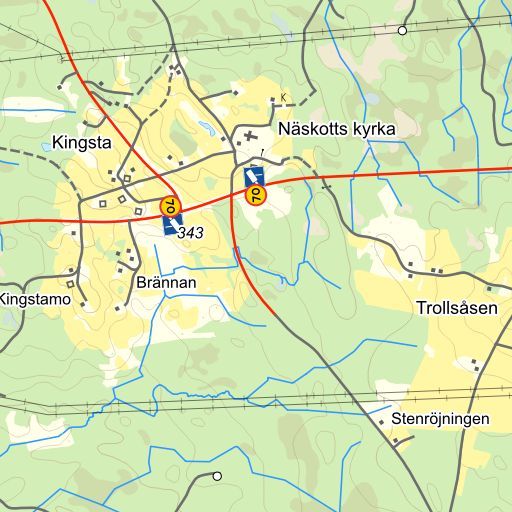 K
Näskotts kyrka
Kingsta
70
70
343
Brännan
Kingstamo
Trollsåsen
Stenröjningen